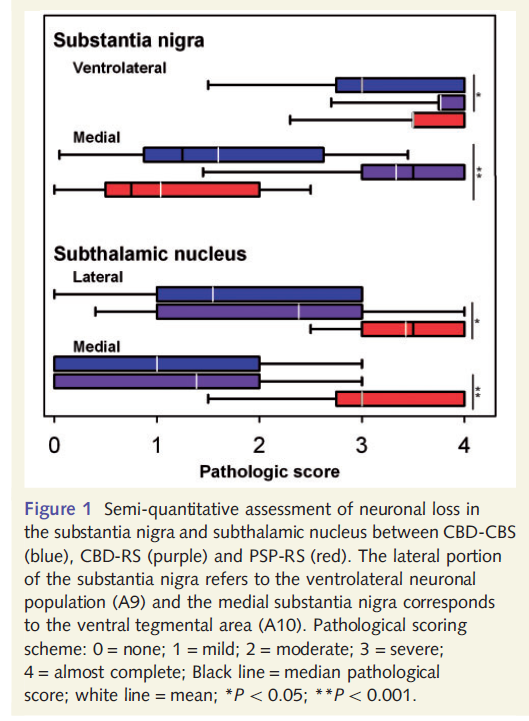 Substantia nigra
Ventrolateral
*
Medial
**
Subthalamic nucleus
Lateral
*
Medial
**
0 1 2 3 4
Pathologic score
Figure 1 Semi-quantitative assessment of neuronal loss in
the substantia nigra and subthalamic nucleus between CBD-CBS
(blue), CBD-RS (purple) and PSP-RS (red). The lateral portion
of the substantia nigra refers to the ventrolateral neuronal
population (A9) and the medial substantia nigra corresponds
to the ventral tegmental area (A10). Pathological scoring
scheme: 0 = none; 1 = mild; 2 = moderate; 3 = severe;
4 = almost complete; Black line = median pathological
score; white line = mean; *P < 0.05; **P < 0.001.